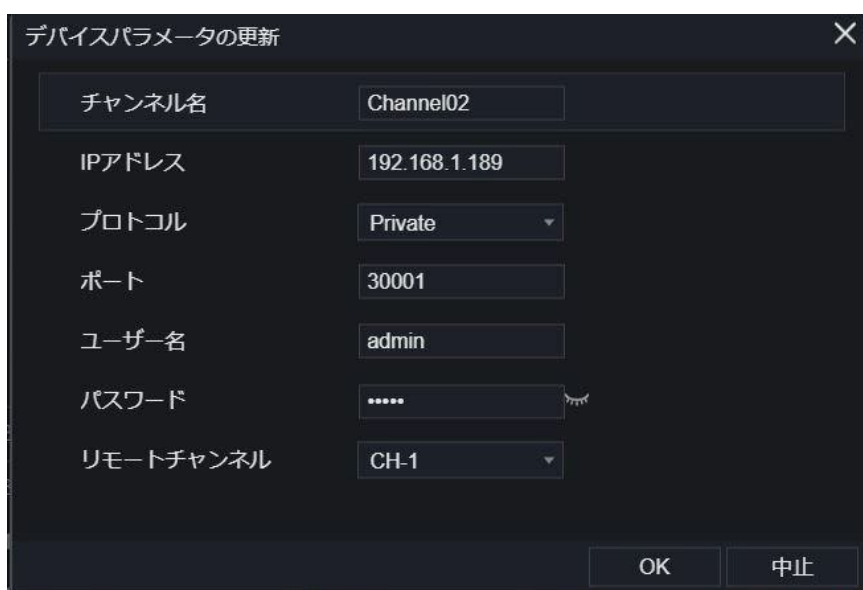 デバイスパラメータの更新
チャンネル名 Channel02
IPアドレス 192.168.1.189
プロトコル Private
ポート 30001
ユーザー名 admin
パスワード •••••
リモートチャンネル CH-1
OK 中止